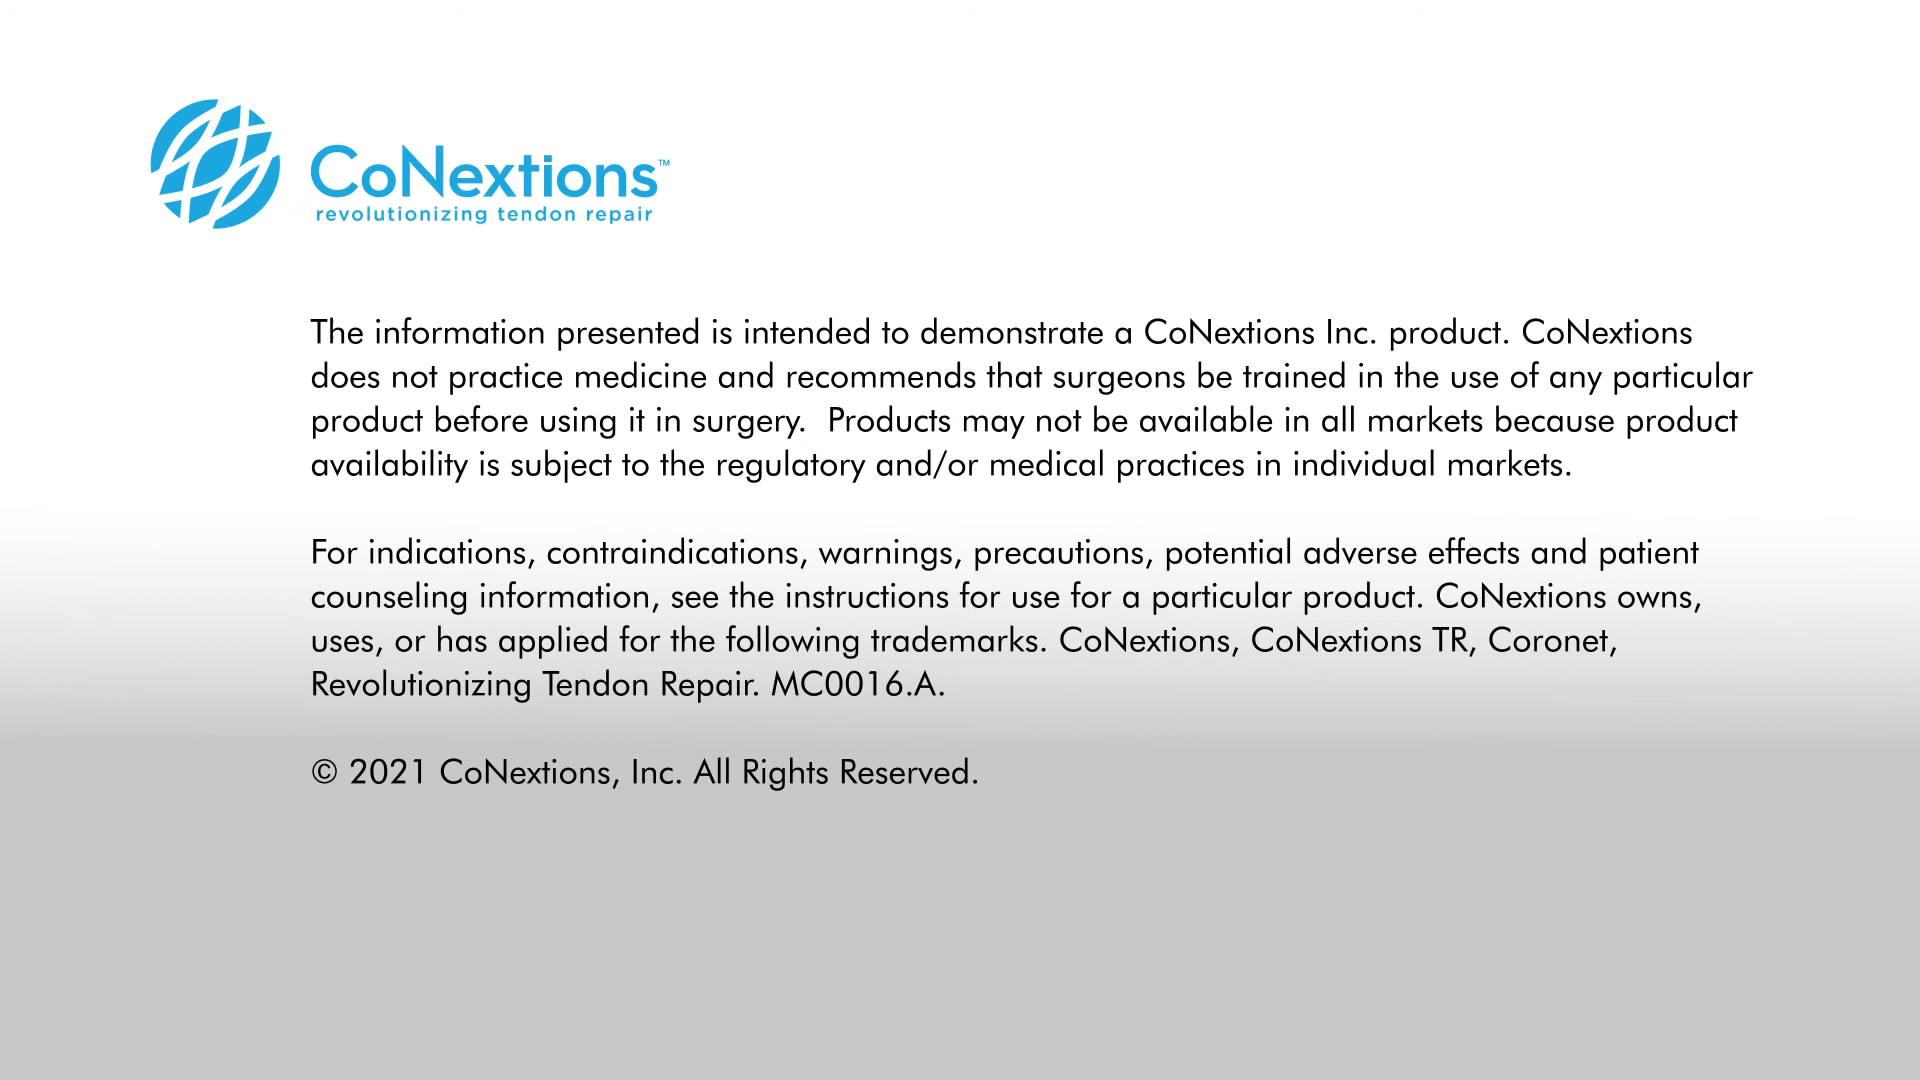 CoNextions™
revolutionizing tendon repair
The information presented is intended to demonstrate a CoNextions Inc. product. CoNextions
does not practice medicine and recommends that surgeons be trained in the use of any particular
product before using it in surgery.  Products may not be available in all markets because product
availability is subject to the regulatory and/or medical practices in individual markets.
For indications, contraindications, warnings, precautions, potential adverse effects and patient
counseling information, see the instructions for use for a particular product. CoNextions owns,
uses, or has applied for the following trademarks. CoNextions, CoNextions TR, Coronet,
Revolutionizing Tendon Repair. MC0016.A.
© 2021 CoNextions, Inc. All Rights Reserved.